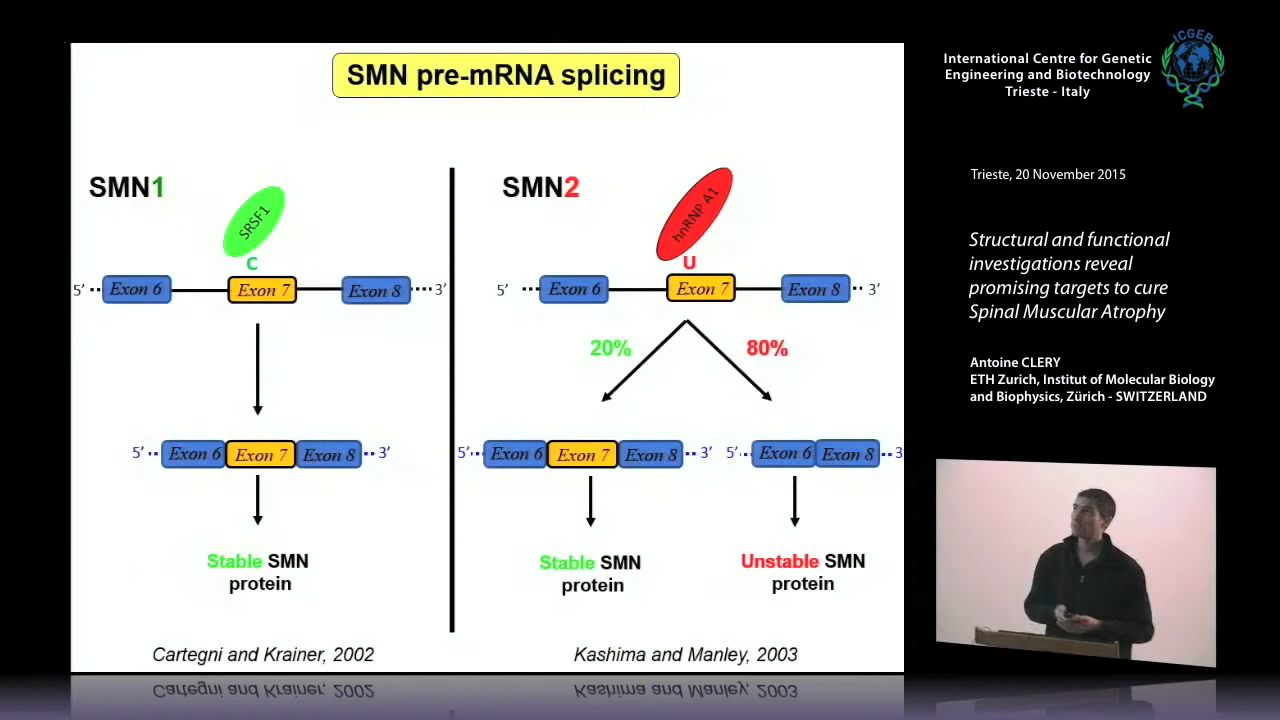 SMN pre-mRNA splicing
SMN1
SRSF1
C
5’ Exon 6 Exon 7 Exon 8 3’
5’ Exon 6 Exon 7 Exon 8 3’
Stable SMN
protein
Cartegni and Krainer, 2002
SMN2
hnRNP A1
U
5’ Exon 6 Exon 7 Exon 8 3’
20% 80%
5’ Exon 6 Exon 7 Exon 8 3’
5’ Exon 6 Exon 8 3
Stable SMN
protein
Unstable SMN
protein
Kashima and Manley, 2003
International Centre for Genetic
Engineering and Biotechnology
Trieste - Italy
ICGEB
Trieste, 20 November 2015
Structural and functional
investigations reveal
promising targets to cure
Spinal Muscular Atrophy
Antoine CLERY
ETH Zurich, Institut of Molecular Biology
and Biophysics, Zürich - SWITZERLAND